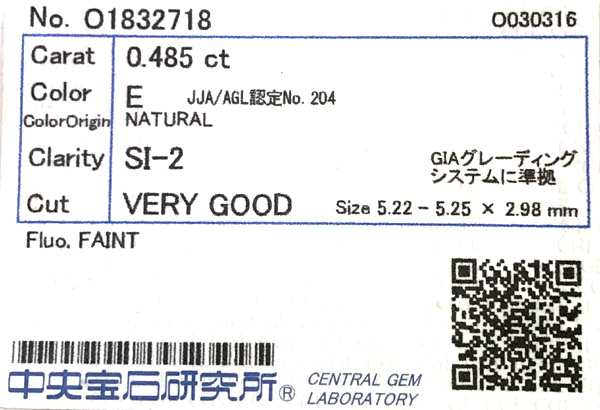 No. O1832718 O030316
Carat 0.485 ct
Color E JJA/AGL認定No. 204
ColorOrigin NATURAL
Clarity SI-2 GIAグレーディング
システムに準拠
Cut VERY GOOD Size 5.22 - 5.25 × 2.98 mm
Fluo. FAINT
中央宝石研究所® CENTRAL GEM
LABORATORY